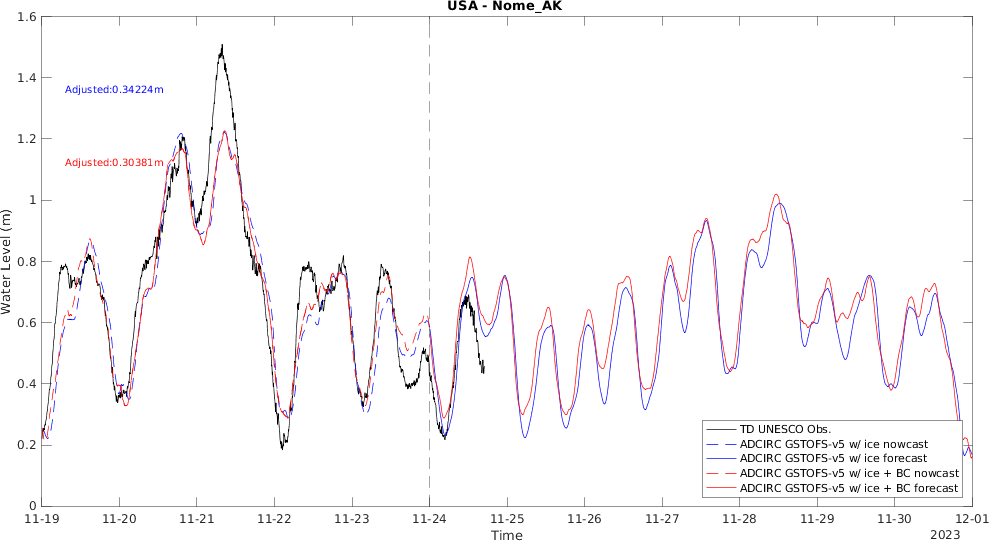 USA - Nome_AK
1.6
1.4
1.2
1
0.8
0.6
0.4
0.2
0
Water Level (m)
Adjusted:0.34224m
Adjusted:0.30381m
TD UNESCO Obs.
ADCIRC GSTOFS-v5 w/ ice nowcast
ADCIRC GSTOFS-v5 w/ ice forecast
ADCIRC GSTOFS-v5 w/ ice + BC nowcast
ADCIRC GSTOFS-v5 w/ ice + BC forecast
11-19 11-20 11-21 11-22 11-23 11-24 11-25 11-26 11-27 11-28 11-29 11-30 12-01
Time
2023